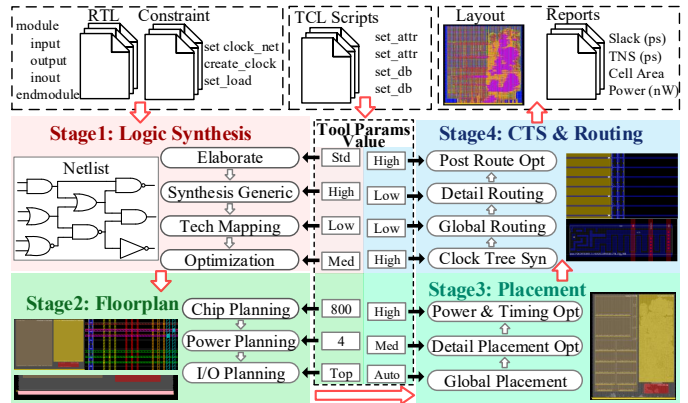 RTL
Constraint
module
input
output
inout
endmodule
set clock_net
create_clock
set_load
TCL Scripts
set_attr
set_attr
set_db
set_db
Layout
Reports
Slack (ps)
TNS (ps)
Cell Area
Power (nW)
Stage1: Logic Synthesis
Netlist
Elaborate
Synthesis Generic
Tech Mapping
Optimization
Tool Params
Value
Std
High
High
Low
Low
Low
Med
High
800
High
4
Med
Top
Auto
Stage4: CTS & Routing
Post Route Opt
Detail Routing
Global Routing
Clock Tree Syn
Stage2: Floorplan
Chip Planning
Power Planning
I/O Planning
Stage3: Placement
Power & Timing Opt
Detail Placement Opt
Global Placement